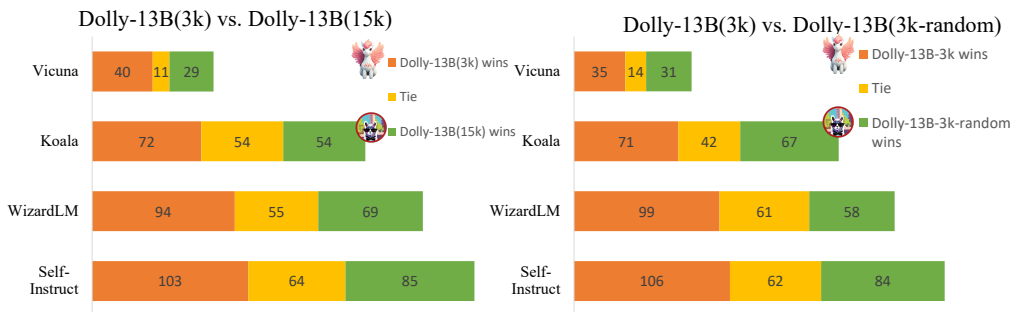 Dolly-13B(3k) vs. Dolly-13B(15k)
Vicuna
40 11 29
Koala
72 54 54
WizardLM
94 55 69
Self-
Instruct
103 64 85
Dolly-13B(3k) wins
Tie
Dolly-13B(15k) wins
Dolly-13B(3k) vs. Dolly-13B(3k-random)
Vicuna
35 14 31
Koala
71 42 67
WizardLM
99 61 58
Self-
Instruct
106 62 84
Dolly-13B-3k wins
Tie
Dolly-13B-3k-random
wins